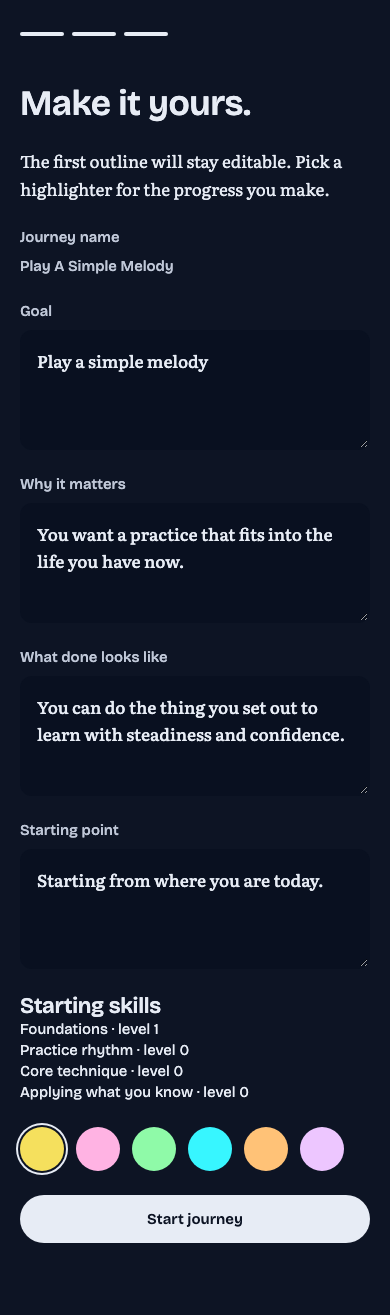 Make it yours.
The first outline will stay editable. Pick a
highlighter for the progress you make.
Journey name
Play A Simple Melody
Goal
Play a simple melody
Why it matters
You want a practice that fits into the
life you have now.
What done looks like
You can do the thing you set out to
learn with steadiness and confidence.
Starting point
Starting from where you are today.
Starting skills
Foundations · level 1
Practice rhythm · level 0
Core technique · level 0
Applying what you know · level 0
Start journey